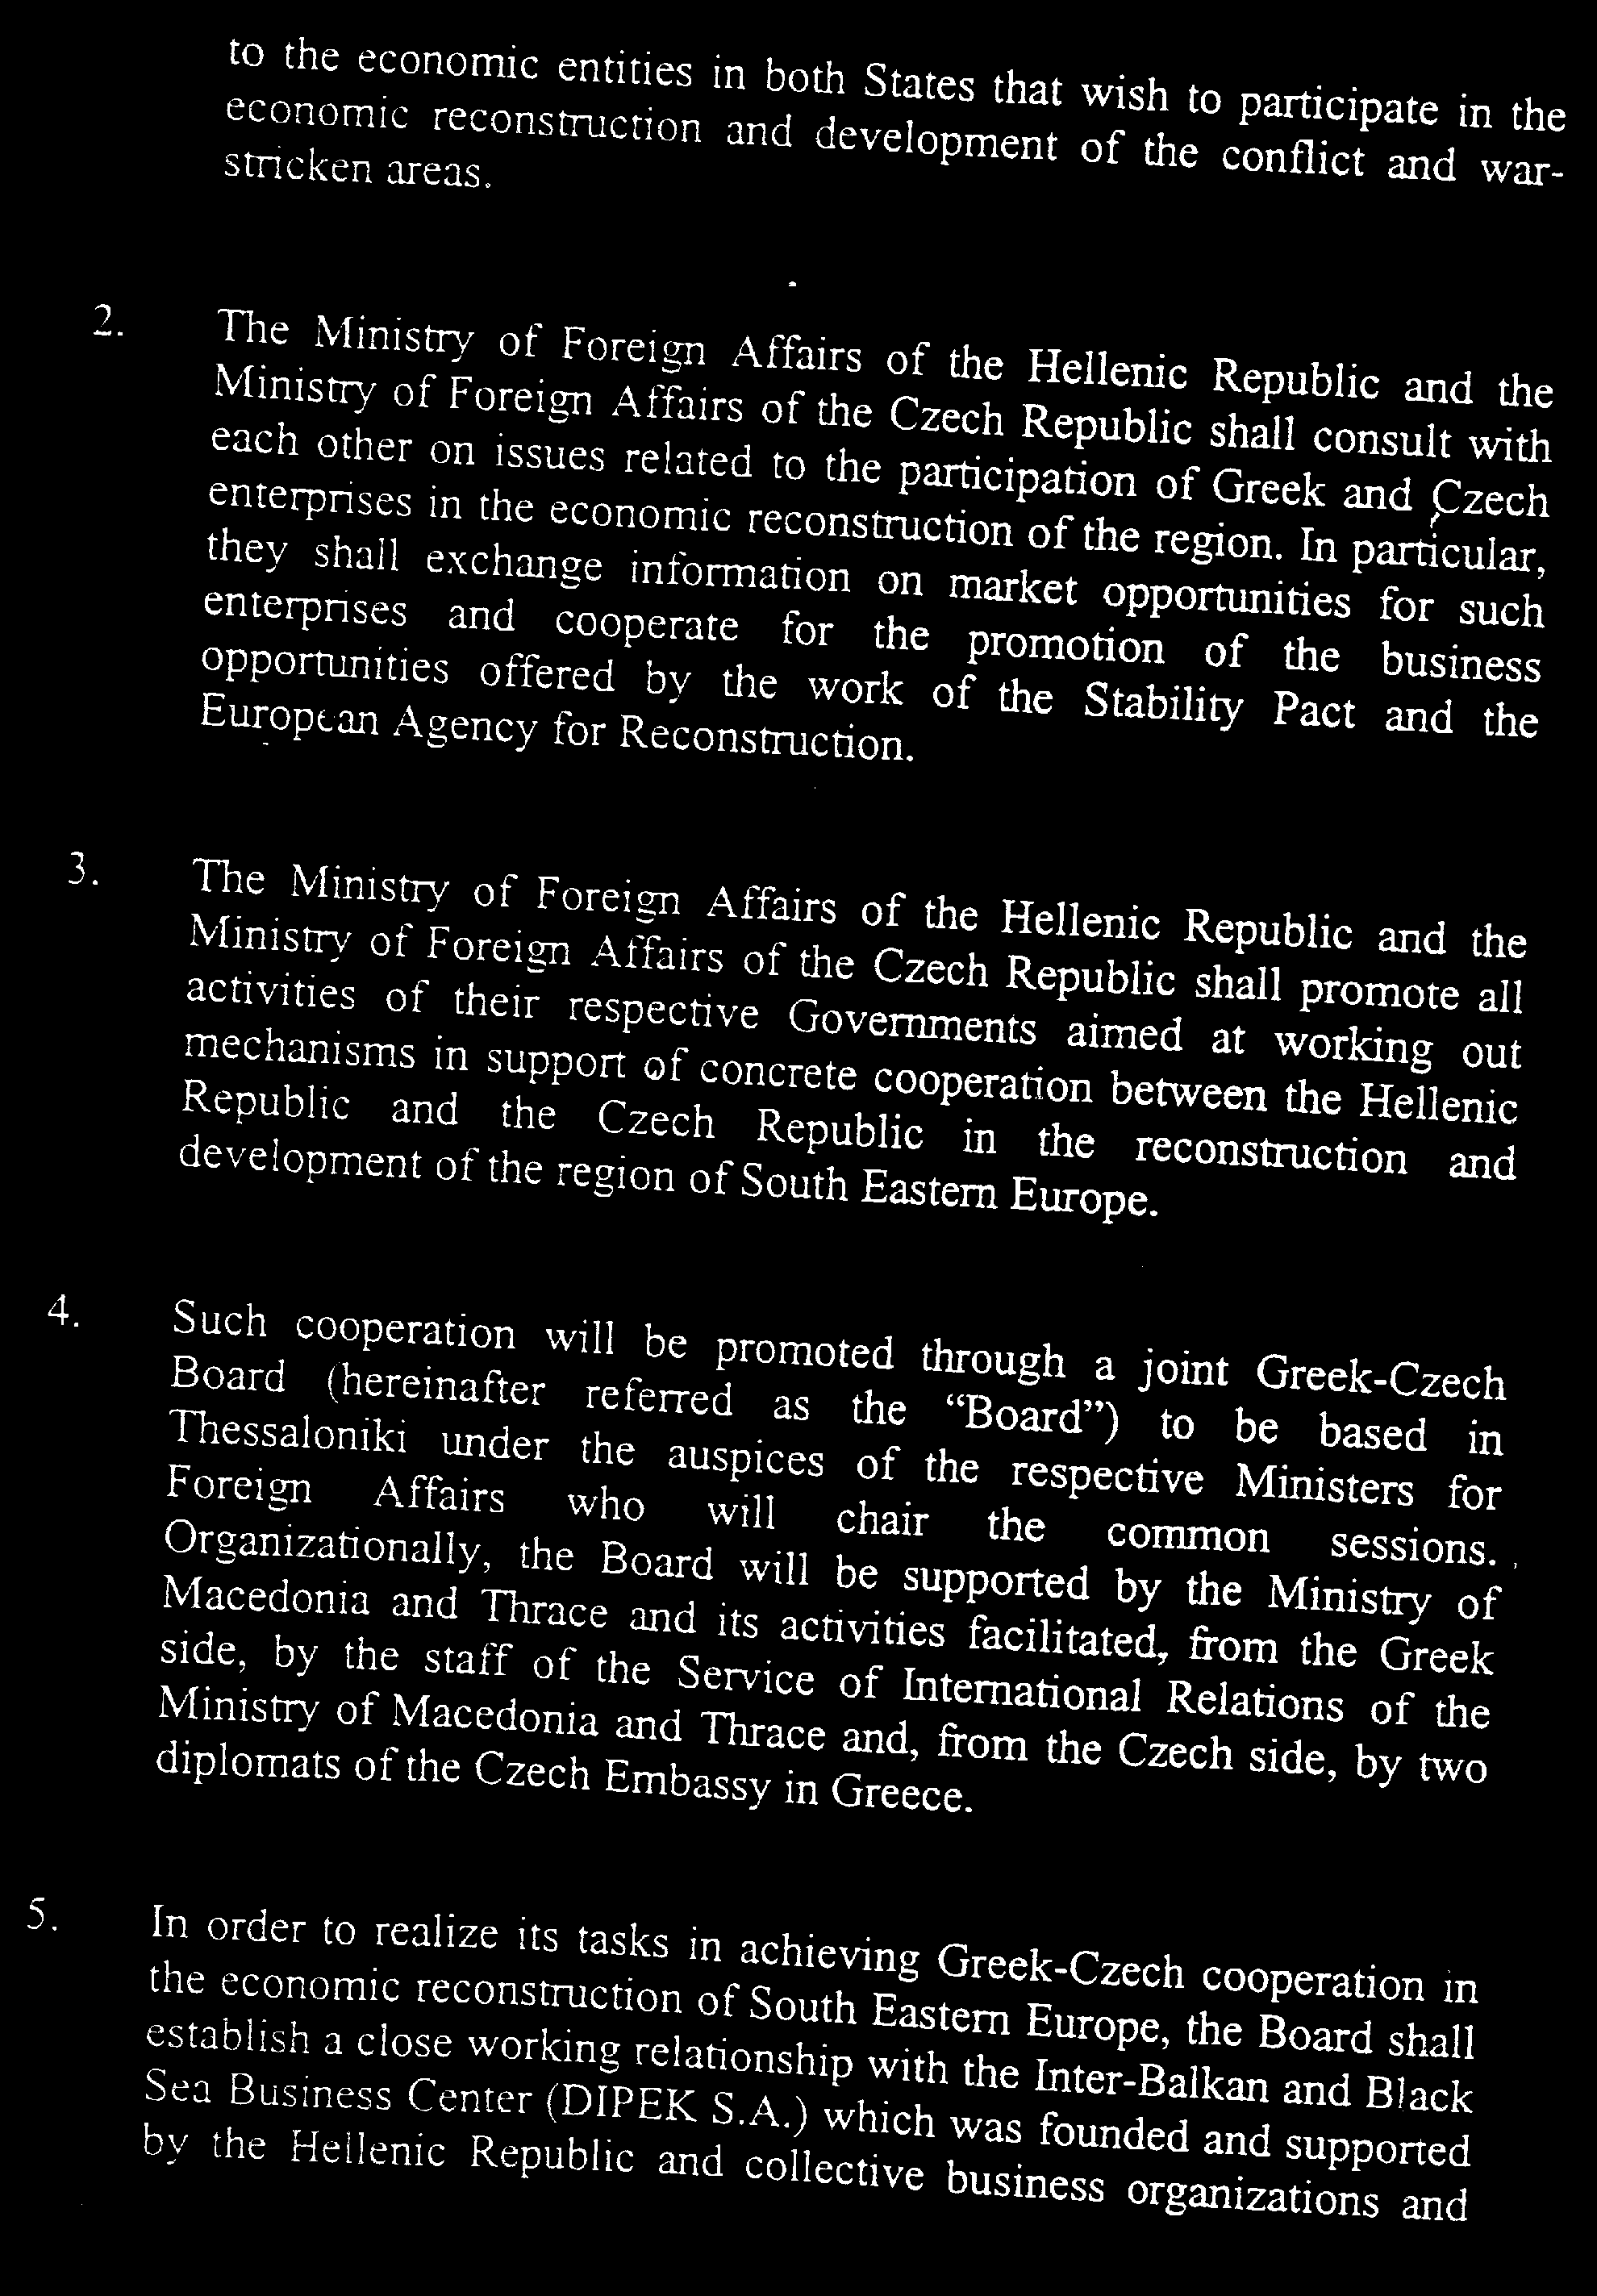 to the economic entities in both States that wish to participate in the
economic reconstruction and development of the conflict and war-
stricken areas.
2. The Ministry of Foreign Affairs of the Hellenic Republic and the
Ministry of Foreign Affairs of the Czech Republic shall consult with
each other on issues related to the participation of Greek and Czech
enterprises in the economic reconstruction of the region. In particular,
they shall exchange information on market opportunities for such
enterprises and cooperate for the promotion of the business
opportunities offered by the work of the Stability Pact and the
European Agency for Reconstruction.
3. The Ministry of Foreign Affairs of the Hellenic Republic and the
Ministry of Foreign Affairs of the Czech Republic shall promote all
activities of their respective Governments aimed at working out
mechanisms in support of concrete cooperation between the Hellenic
Republic and the Czech Republic in the reconstruction and
development of the region of South Eastern Europe.
4. Such cooperation will be promoted through a joint Greek-Czech
Board (hereinafter referred as the “Board”) to be based in
Thessaloniki under the auspices of the respective Ministers for
Foreign Affairs who will chair the common sessions.
Organizationally, the Board will be supported by the Ministry of
Macedonia and Thrace and its activities facilitated, from the Greek
side, by the staff of the Service of International Relations of the
Ministry of Macedonia and Thrace and, from the Czech side, by two
diplomats of the Czech Embassy in Greece.
5. In order to realize its tasks in achieving Greek-Czech cooperation in
the economic reconstruction of South Eastern Europe, the Board shall
establish a close working relationship with the Inter-Balkan and Black
Sea Business Center (DIPEK S.A.) which was founded and supported
by the Hellenic Republic and collective business organizations and